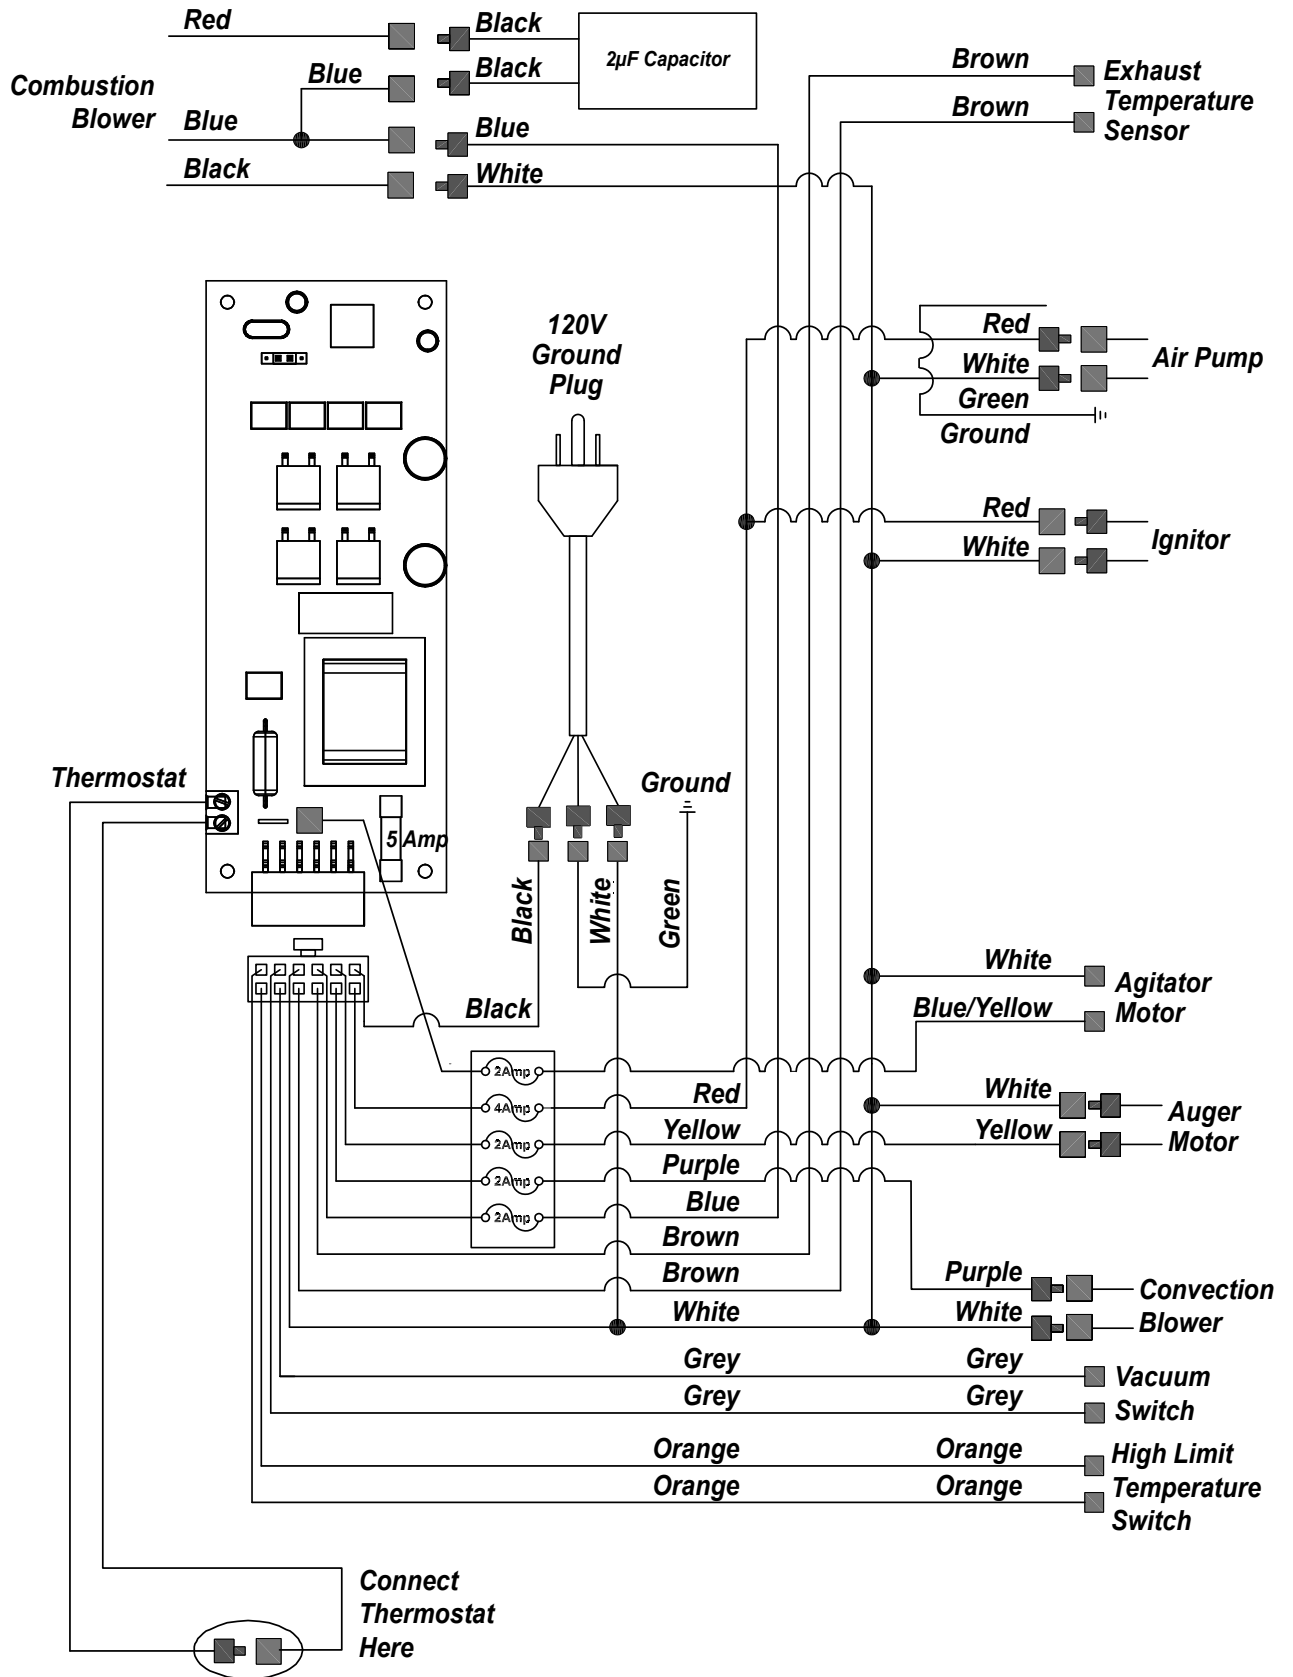 Red
Black
2µF Capacitor
Combustion
Blower
Blue
Black
Blue
Blue
Black
White
Brown
Brown
Exhaust
Temperature
Sensor
120V
Ground
Plug
Red
White
Green
Ground
Air Pump
Red
White
Ignitor
Thermostat
5 Amp
Ground
Black
White
Green
Black
White
Blue/Yellow
Agitator
Motor
2Amp
4Amp
2Amp
2Amp
2Amp
Red
Yellow
Purple
Blue
Brown
Brown
White
White
Yellow
Auger
Motor
Purple
White
Convection
Blower
Grey
Grey
Grey
Grey
Vacuum
Switch
Orange
Orange
Orange
Orange
High Limit
Temperature
Switch
Connect
Thermostat
Here